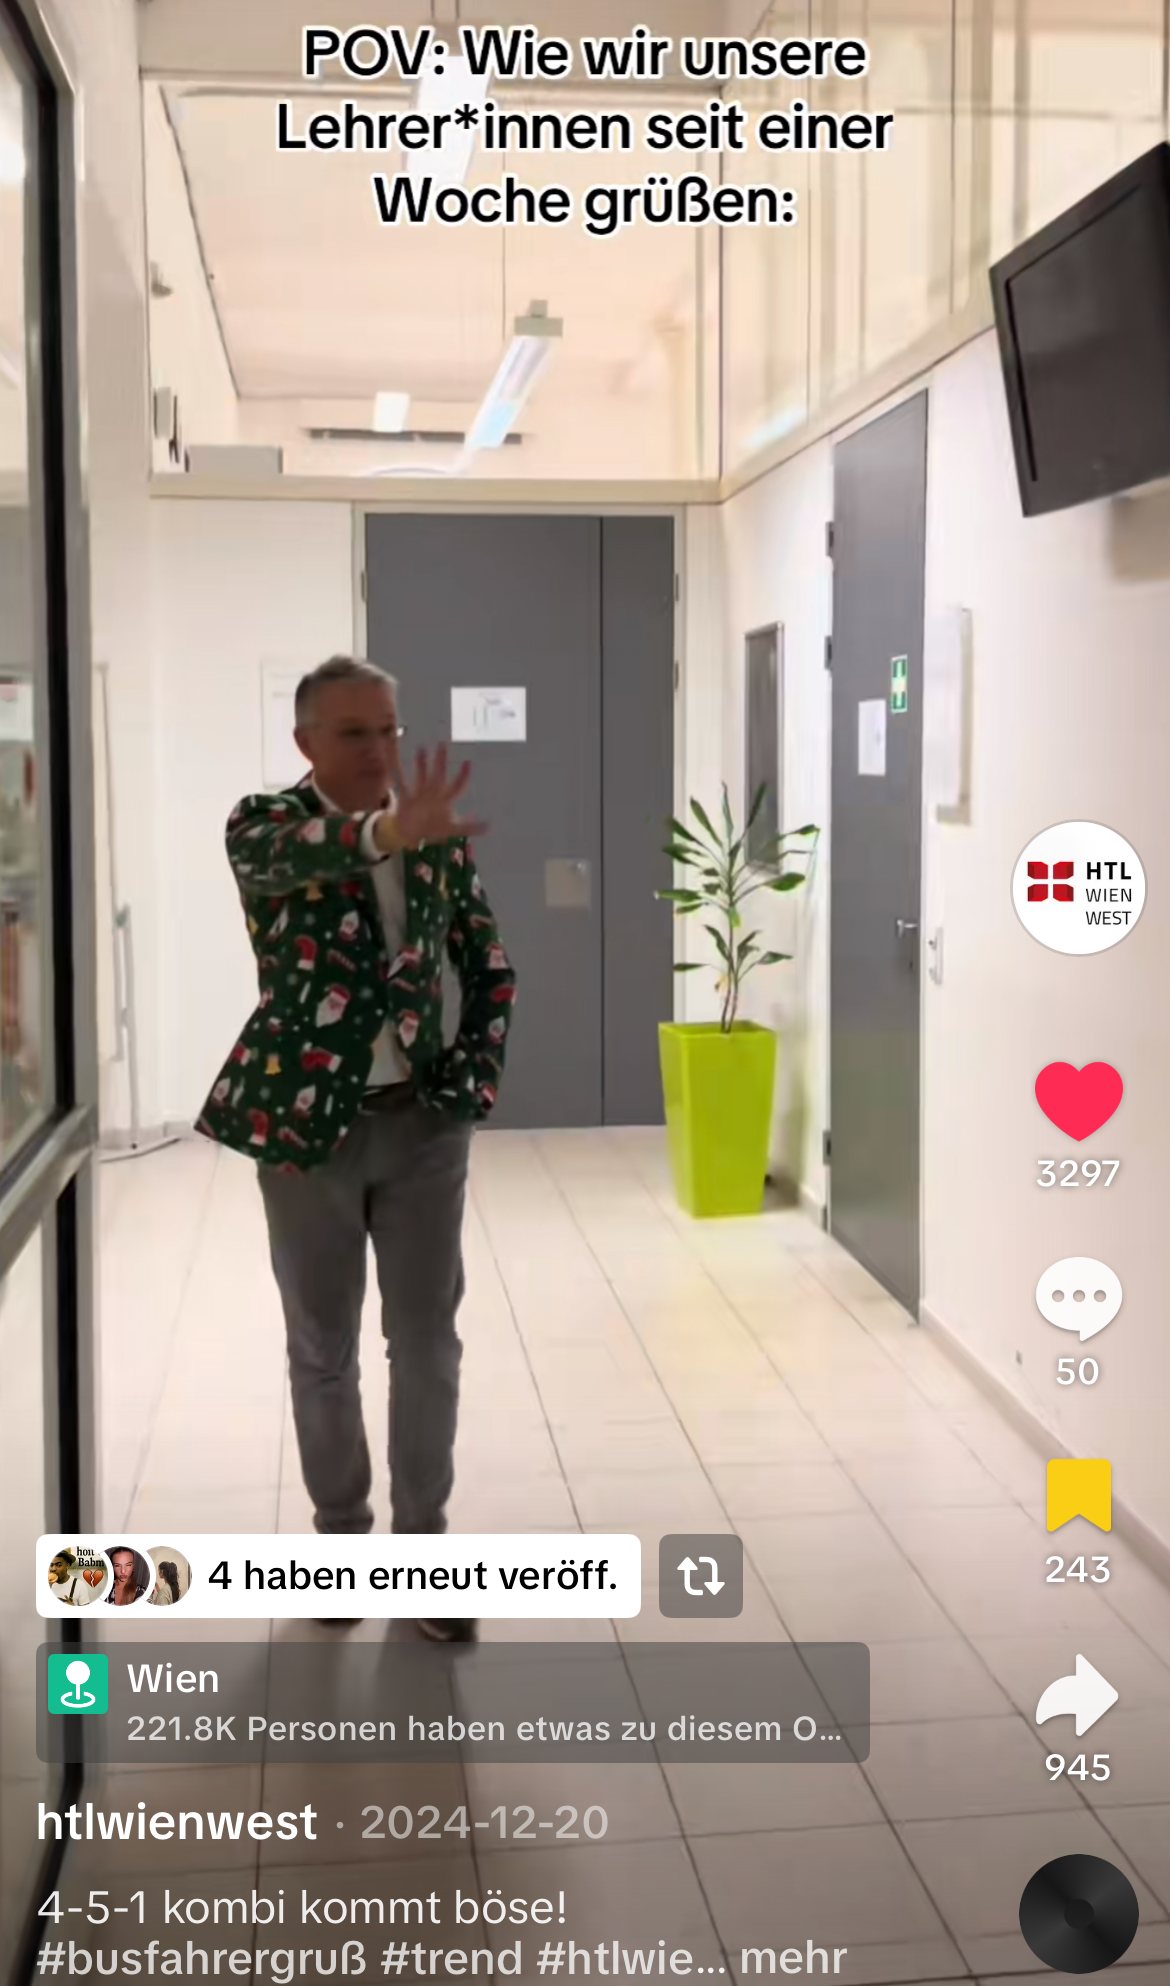 POV: Wie wir unsere
Lehrer*innen seit einer
Woche grüßen:
HTL
WIEN
WEST
3297
50
243
945
hon
Babm
4 haben erneut veröff.
Wien
221.8K Personen haben etwas zu diesem O...
htlwienwest · 2024-12-20
4-5-1 kombi kommt böse!
#busfahrergruß #trend #htlwie... mehr